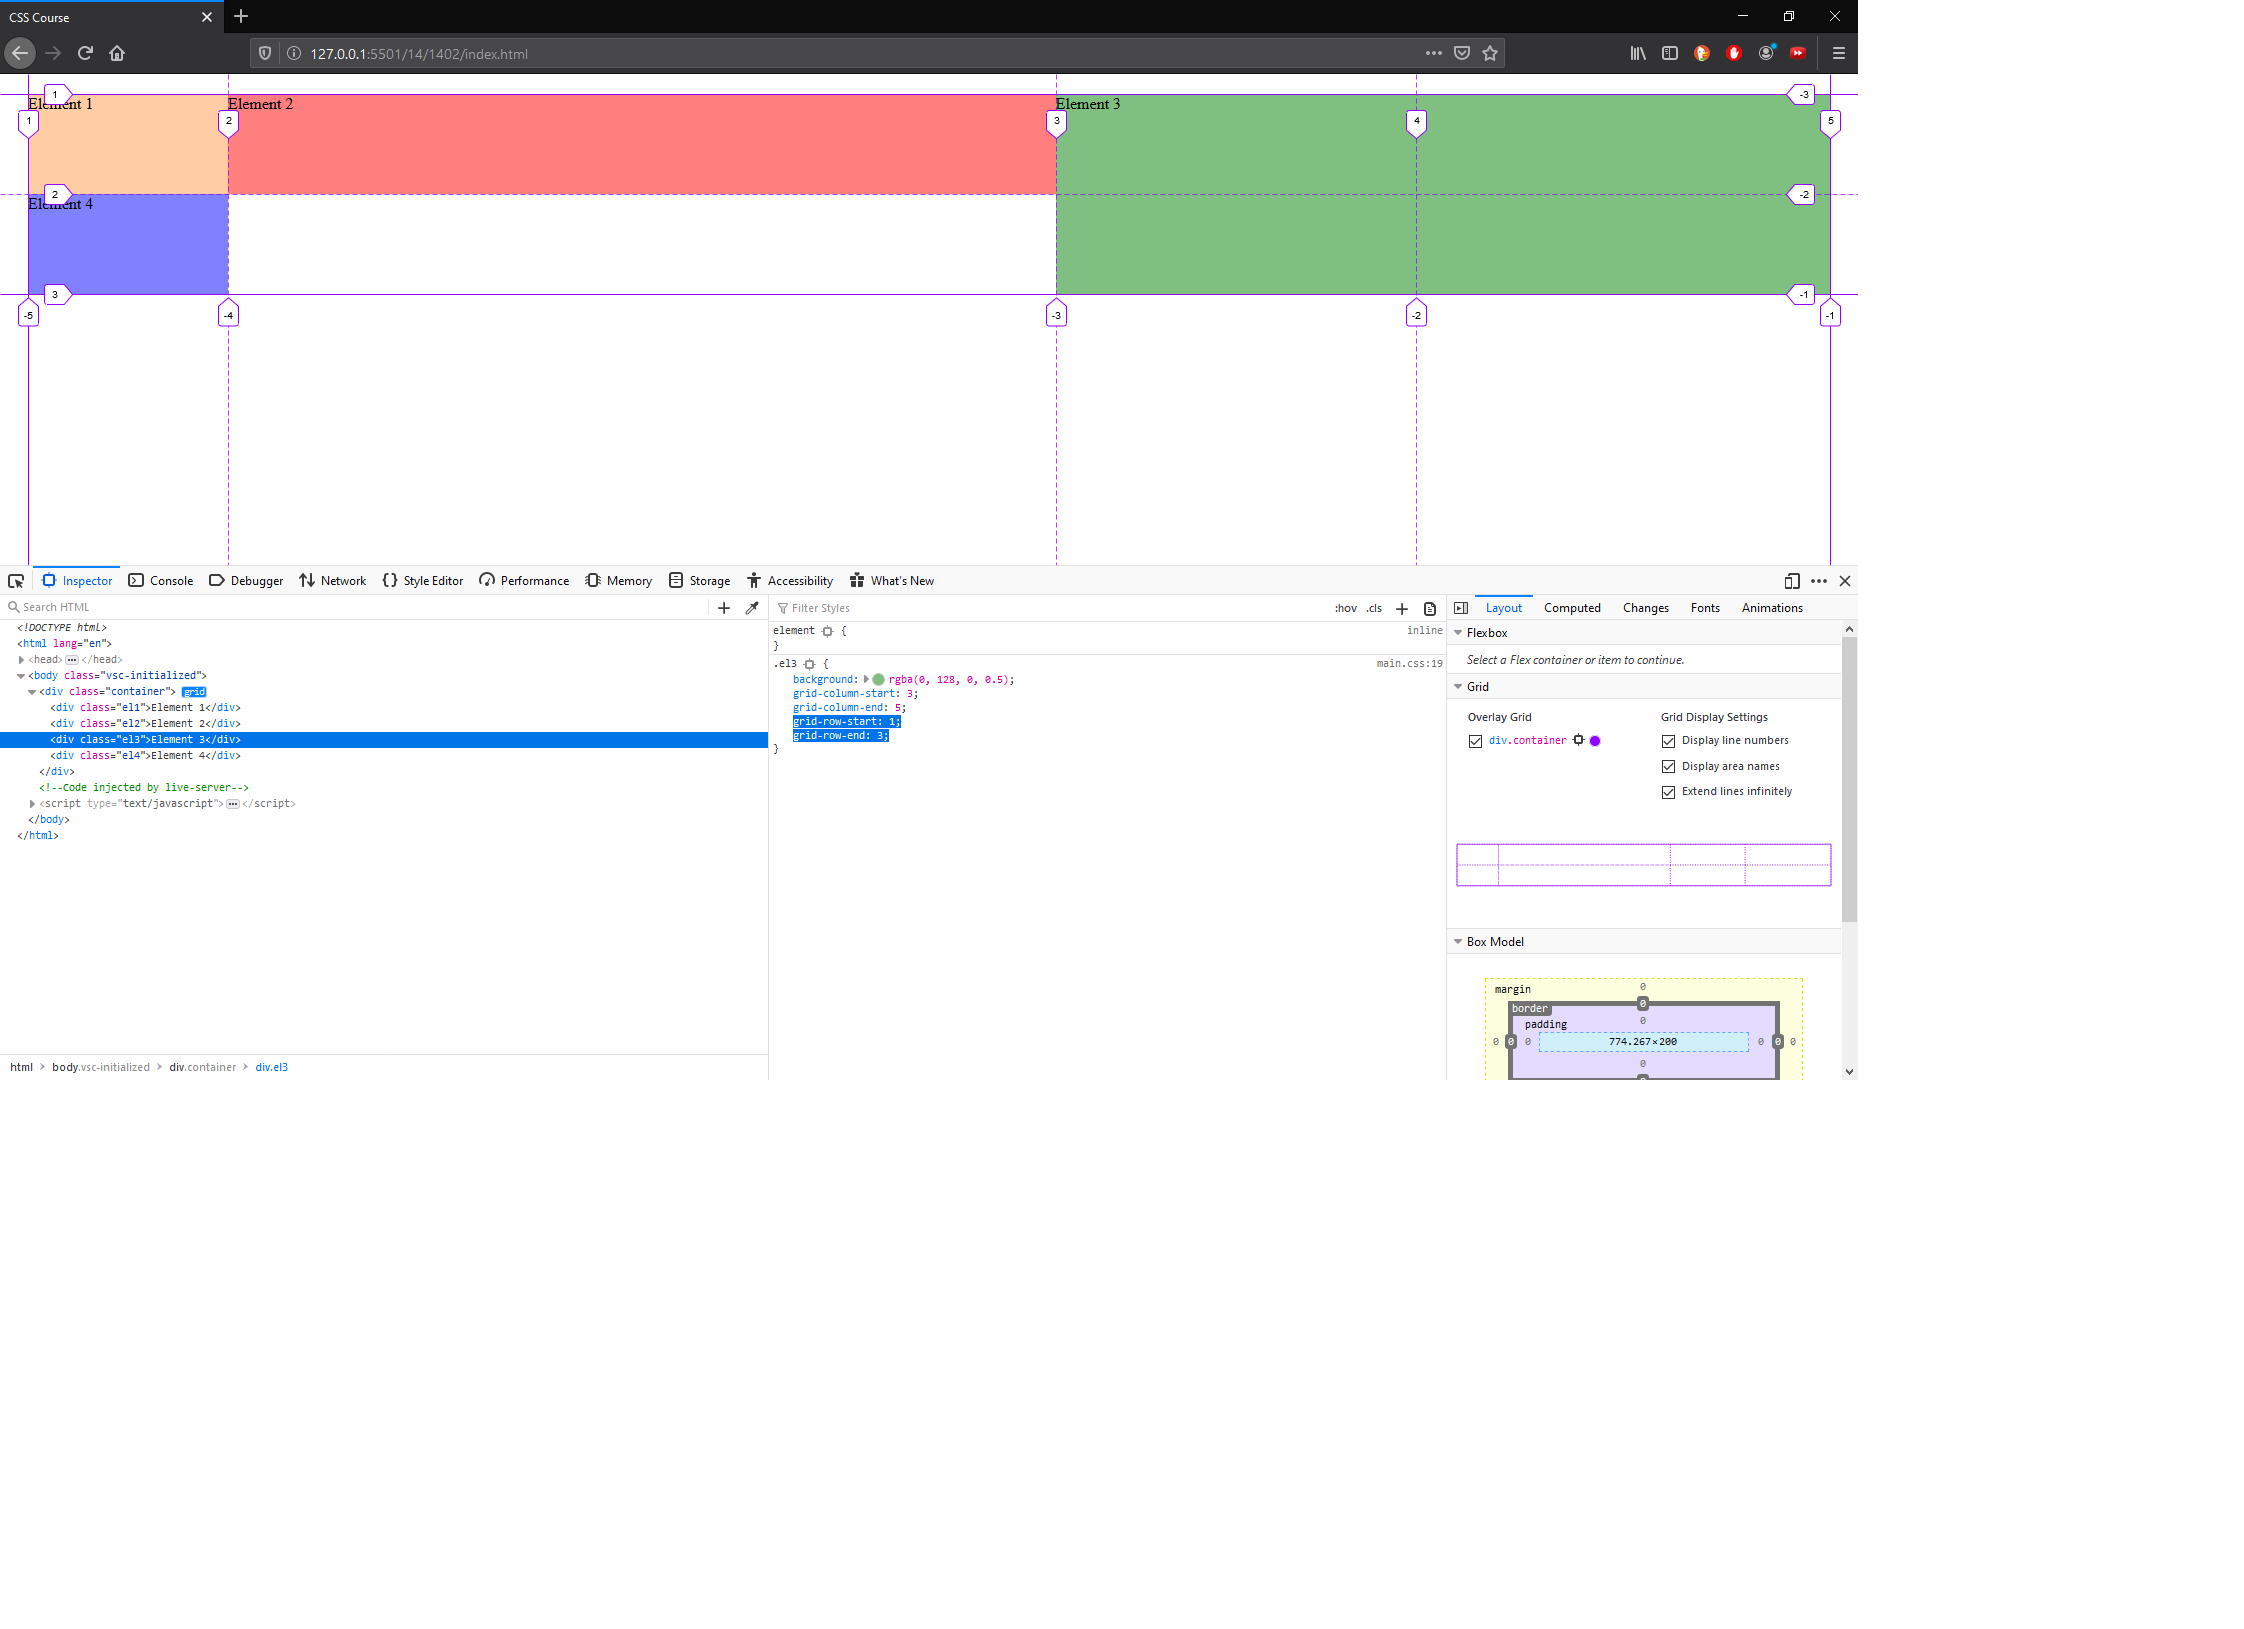 CSS Course
127.0.0.1:5501/14/1402/index.html
1 -3
Element 1 Element 2 Element 3
1 2 3 4 5
2 -2
Element 4
3 -1
-5 -4 -3 -2 -1
Inspector Console Debugger Network Style Editor Performance Memory Storage Accessibility What's New
Search HTML
<!DOCTYPE html>
<html lang="en">
<head> ••• </head>
<body class="vsc-initialized">
<div class="container"> grid
<div class="el1">Element 1</div>
<div class="el2">Element 2</div>
<div class="el3">Element 3</div>
<div class="el4">Element 4</div>
</div>
<!--Code injected by live-server-->
<script type="text/javascript"> ••• </script>
</body>
</html>
html > body.vsc-initialized > div.container > div.el3
Filter Styles :hov .cls
element { inline
}
.el3 { main.css:19
background: rgba(0, 128, 0, 0.5);
grid-column-start: 3;
grid-column-end: 5;
grid-row-start: 1;
grid-row-end: 3;
}
Layout Computed Changes Fonts Animations
Flexbox
Select a Flex container or item to continue.
Grid
Overlay Grid Grid Display Settings
div.container Display line numbers
Display area names
Extend lines infinitely
Box Model
margin 0
border 0
padding 0
0 0 0 774.267×200 0 0 0
0